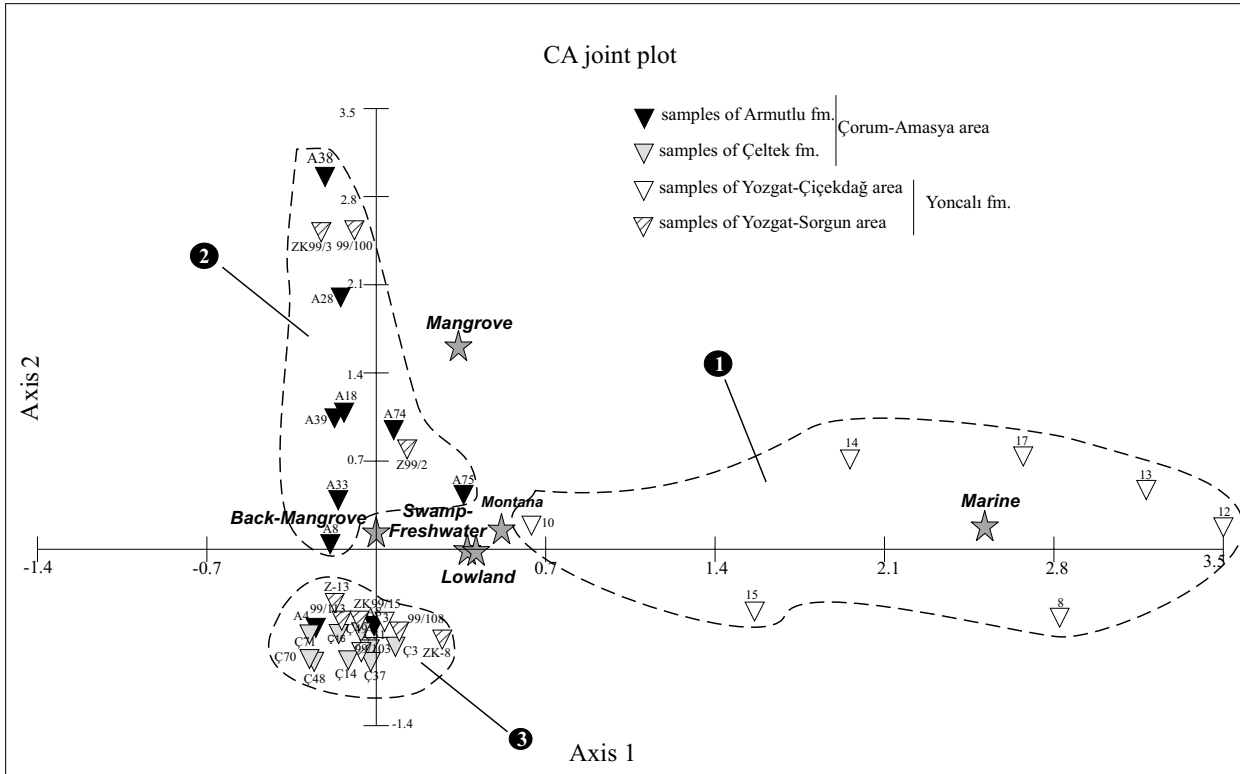 CA joint plot
3.5
samples of Armutlu fm.
Çorum-Amasya area
samples of Çeltek fm.
samples of Yozgat-Çiçekdağ area
Yoncalı fm.
samples of Yozgat-Sorgun area
A38
2.8
ZK99/3 99/100
2
2.1
A28
Mangrove
Axis 2
1.4
1
A18
A39
A74
14
17
0.7
Z99/2
13
A75
A33
Back-Mangrove
Swamp-
Freshwater
Montana
Marine
12
A8
10
-1.4
-0.7
Lowland
0.7
1.4
2.1
2.8
3.5
Z-13
ZK99/15
15
8
99/113
A4
99/108
Ç71
Ç3
ZK-8
Ç70
Ç14
Ç37
Ç48
-1.4
3
Axis 1